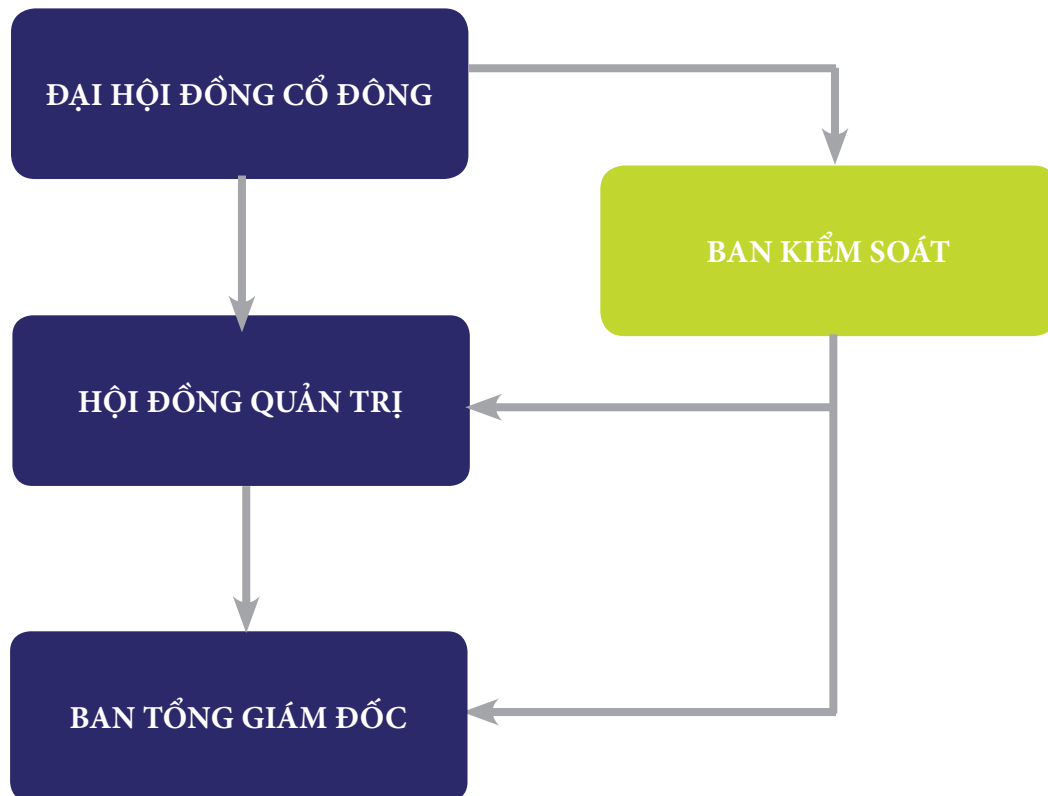 ĐẠI HỘI ĐỒNG CỔ ĐÔNG
BAN KIỂM SOÁT
HỘI ĐỒNG QUẢN TRỊ
BAN TỔNG GIÁM ĐỐC